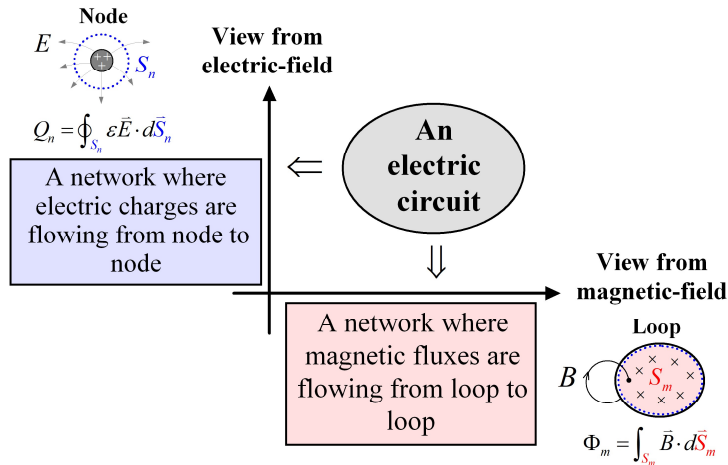 Node
View from
electric-field
E
++
+
S_n
Q_n = ∮_{S_n} εE⃗ · dS⃗_n
An
electric
circuit
A network where
electric charges are
flowing from node to
node
⇐
⇓
View from
magnetic-field
A network where
magnetic fluxes are
flowing from loop to
loop
Loop
B
S_m
Φ_m = ∫_{S_m} B⃗ · dS⃗_m